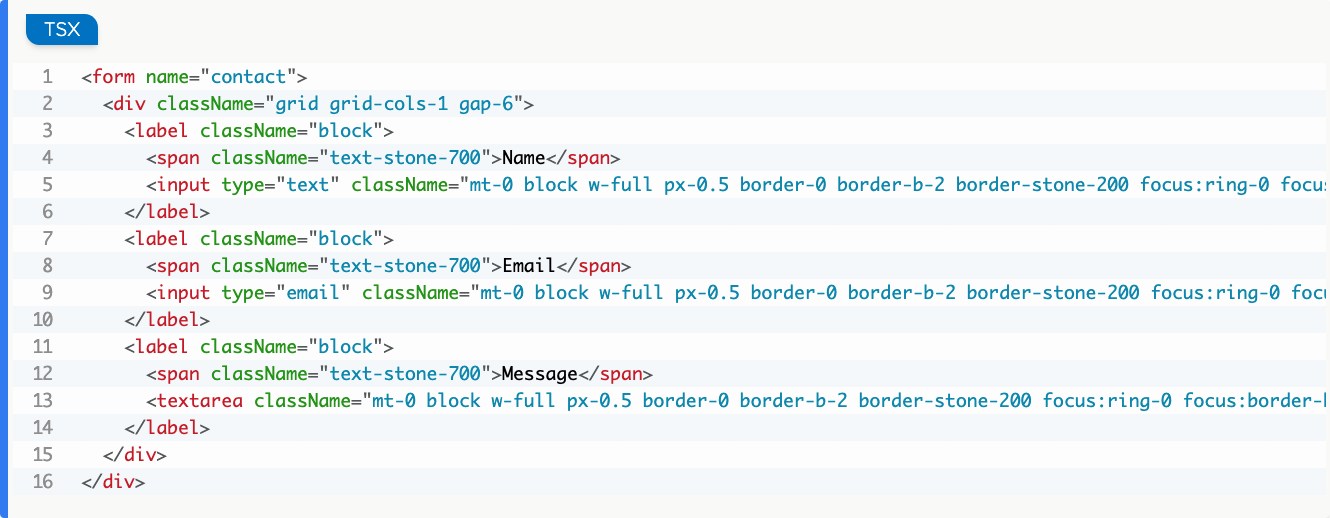 TSX
1 <form name="contact">
2 <div className="grid grid-cols-1 gap-6">
3 <label className="block">
4 <span className="text-stone-700">Name</span>
5 <input type="text" className="mt-0 block w-full px-0.5 border-0 border-b-2 border-stone-200 focus:ring-0
6 </label>
7 <label className="block">
8 <span className="text-stone-700">Email</span>
9 <input type="email" className="mt-0 block w-full px-0.5 border-0 border-b-2 border-stone-200 focus:ring-0
10 </label>
11 <label className="block">
12 <span className="text-stone-700">Message</span>
13 <textarea className="mt-0 block w-full px-0.5 border-0 border-b-2 border-stone-200 focus:ring-0 focus:border-
14 </label>
15 </div>
16 </div>